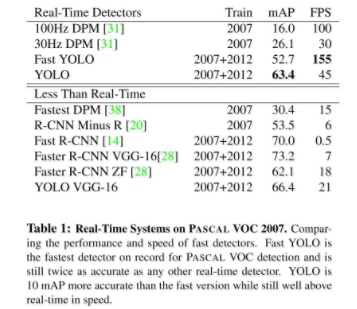 Real-Time Detectors Train mAP FPS
100Hz DPM [31] 2007 16.0 100
30Hz DPM [31] 2007 26.1 30
Fast YOLO 2007+2012 52.7 155
YOLO 2007+2012 63.4 45
Less Than Real-Time
Fastest DPM [38] 2007 30.4 15
R-CNN Minus R [20] 2007 53.5 6
Fast R-CNN [14] 2007+2012 70.0 0.5
Faster R-CNN VGG-16[28] 2007+2012 73.2 7
Faster R-CNN ZF [28] 2007+2012 62.1 18
YOLO VGG-16 2007+2012 66.4 21
Table 1: Real-Time Systems on PASCAL VOC 2007. Compar-
ing the performance and speed of fast detectors. Fast YOLO is
the fastest detector on record for PASCAL VOC detection and is
still twice as accurate as any other real-time detector. YOLO is
10 mAP more accurate than the fast version while still well above
real-time in speed.